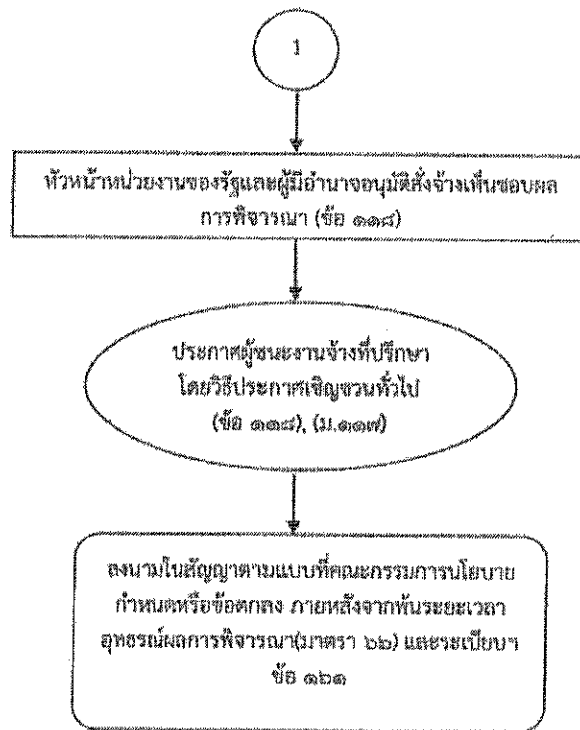 1
หัวหน้าหน่วยงานของรัฐและผู้มีอำนาจอนุมัติสั่งจ้างเห็นชอบผล
การพิจารณา (ข้อ ๑๑๘)
ประกาศผู้ชนะงานจ้างที่ปรึกษา
โดยวิธีประกาศเชิญชวนทั่วไป
(ข้อ ๑๑๘), (ม.๑๑๗)
ลงนามในสัญญาตามแบบที่คณะกรรมการนโยบาย
กำหนดหรือข้อตกลง ภายหลังจากพ้นระยะเวลา
อุทธรณ์ผลการพิจารณา(มาตรา ๖๖) และระเบียบฯ
ข้อ ๑๖๑